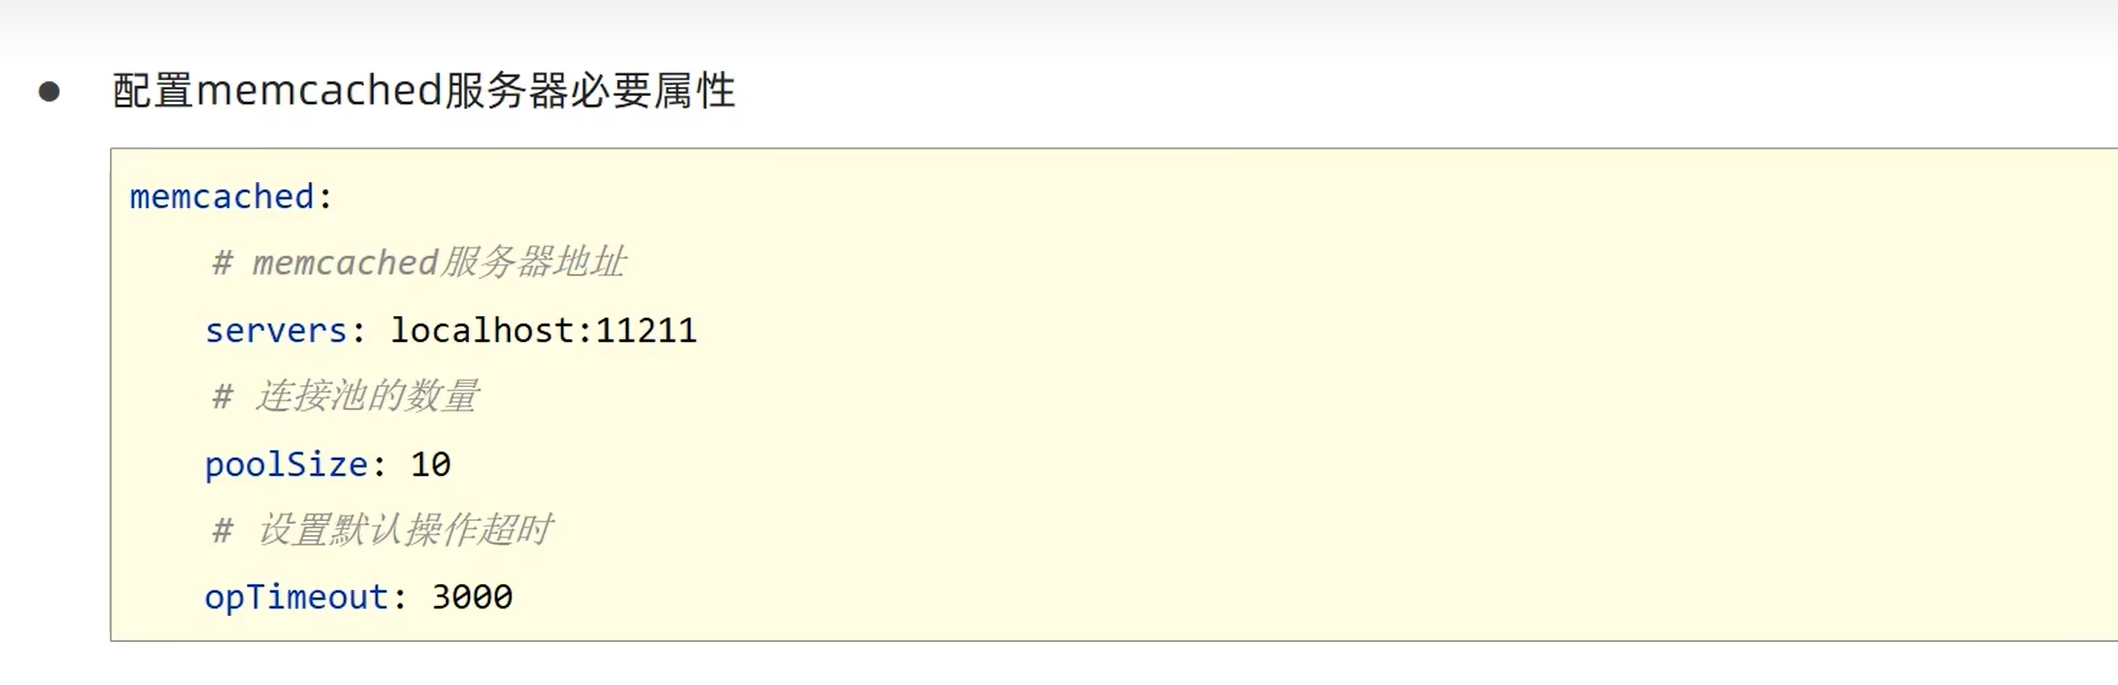 ● 配置memcached服务器必要属性
memcached:
# memcached服务器地址
servers: localhost:11211
# 连接池的数量
poolSize: 10
# 设置默认操作超时
opTimeout: 3000